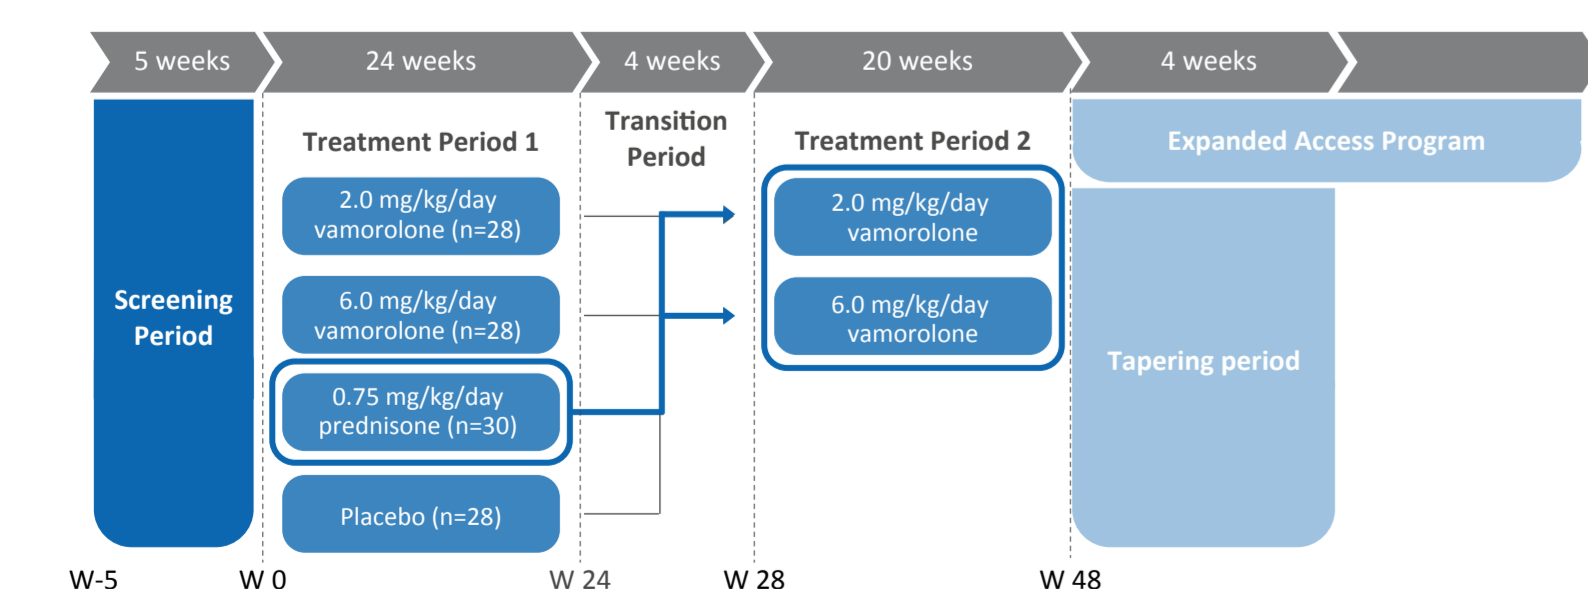 5 weeks
24 weeks
4 weeks
20 weeks
4 weeks
Screening
Period
Treatment Period 1
2.0 mg/kg/day
vamorolone (n=28)
6.0 mg/kg/day
vamorolone (n=28)
0.75 mg/kg/day
prednisone (n=30)
Placebo (n=28)
Transition
Period
Treatment Period 2
2.0 mg/kg/day
vamorolone
6.0 mg/kg/day
vamorolone
Expanded Access Program
Tapering period
W-5
W 0
W 24
W 28
W 48